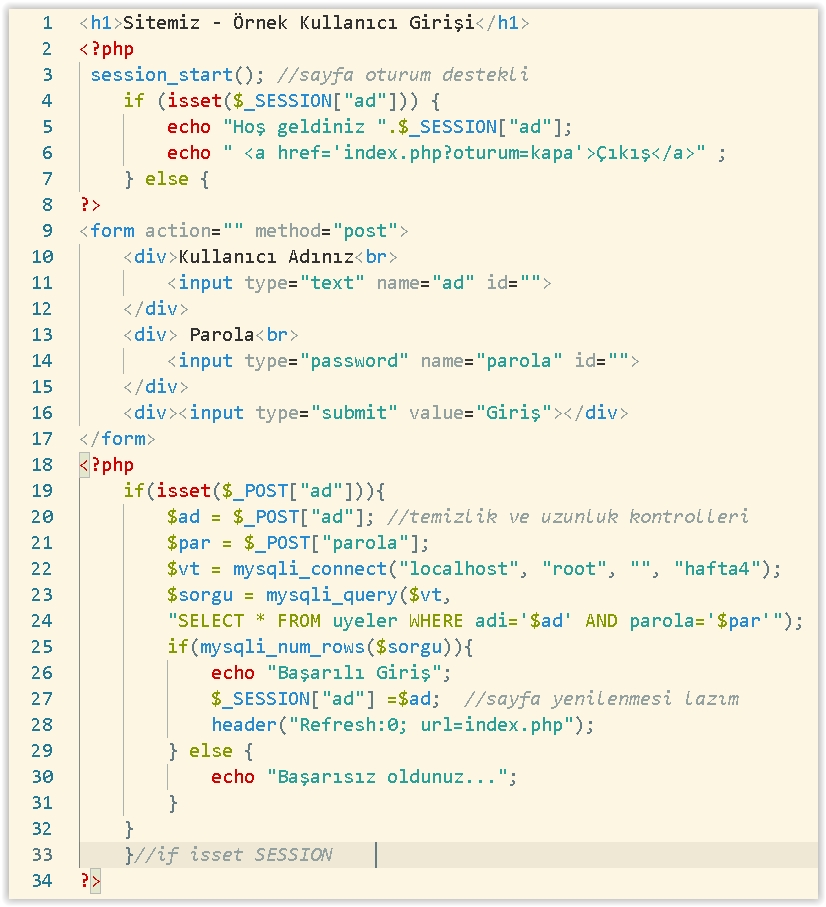 1 <h1>Sitemiz - Örnek Kullanıcı Girişi</h1>
2 <?php
3 session_start(); //sayfa oturum destekli
4 if (isset($_SESSION["ad"])) {
5 echo "Hoş geldiniz ".$_SESSION["ad"];
6 echo " <a href='index.php?oturum=kapa'>Çıkış</a>" ;
7 } else {
8 ?>
9 <form action="" method="post">
10 <div>Kullanıcı Adınız<br>
11 <input type="text" name="ad" id="">
12 </div>
13 <div> Parola<br>
14 <input type="password" name="parola" id="">
15 </div>
16 <div><input type="submit" value="Giriş"></div>
17 </form>
18 <?php
19 if(isset($_POST["ad"])){
20 $ad = $_POST["ad"]; //temizlik ve uzunluk kontrolleri
21 $par = $_POST["parola"];
22 $vt = mysqli_connect("localhost", "root", "", "hafta4");
23 $sorgu = mysqli_query($vt,
24 "SELECT * FROM uyeler WHERE adi='$ad' AND parola='$par'");
25 if(mysqli_num_rows($sorgu)){
26 echo "Başarılı Giriş";
27 $_SESSION["ad"] =$ad; //sayfa yenilenmesi lazım
28 header("Refresh:0; url=index.php");
29 } else {
30 echo "Başarısız oldunuz...";
31 }
32 }
33 }//if isset SESSION
34 ?>